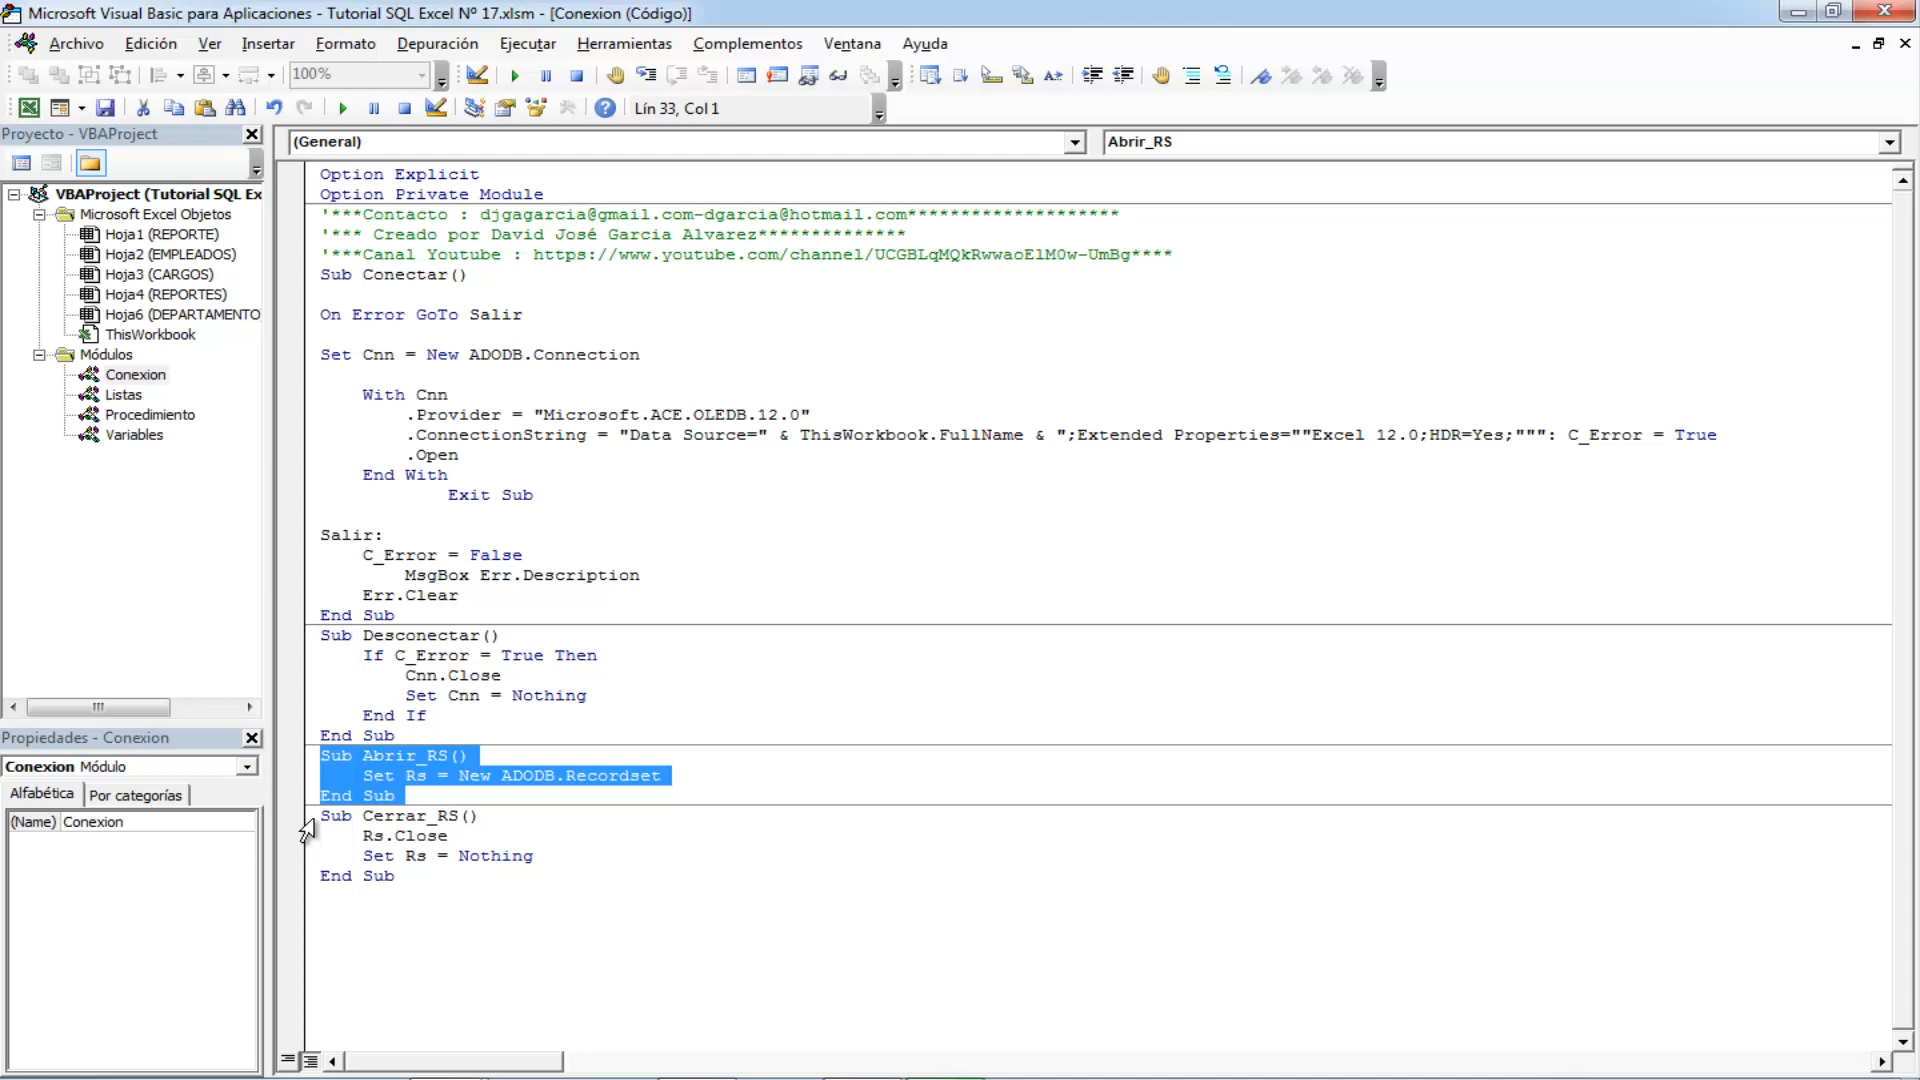 Microsoft Visual Basic para Aplicaciones - Tutorial SQL Excel Nº 17.xlsm - [Conexion (Código)]
Archivo Edición Ver Insertar Formato Depuración Ejecutar Herramientas Complementos Ventana Ayuda
100%
Lín 33, Col 1
Proyecto - VBAProject
(General)
Abrir_RS
VBAProject (Tutorial SQL Ex
Microsoft Excel Objetos
Hoja1 (REPORTE)
Hoja2 (EMPLEADOS)
Hoja3 (CARGOS)
Hoja4 (REPORTES)
Hoja6 (DEPARTAMENTO
ThisWorkbook
Módulos
Conexion
Listas
Procedimiento
Variables
Propiedades - Conexion
Conexion Módulo
Alfabética Por categorías
(Name) Conexion
Option Explicit
Option Private Module
'***Contacto : djgagarcia@gmail.com-dgarcia@hotmail.com********************
'*** Creado por David José Garcia Alvarez**************
'***Canal Youtube : https://www.youtube.com/channel/UCGBLqMQkRwwaoElM0w-UmBg****
Sub Conectar()
On Error GoTo Salir
Set Cnn = New ADODB.Connection
With Cnn
.Provider = "Microsoft.ACE.OLEDB.12.0"
.ConnectionString = "Data Source=" & ThisWorkbook.FullName & ";Extended Properties=""Excel 12.0;HDR=Yes;""": C_Error = True
.Open
End With
Exit Sub
Salir:
C_Error = False
MsgBox Err.Description
Err.Clear
End Sub
Sub Desconectar()
If C_Error = True Then
Cnn.Close
Set Cnn = Nothing
End If
End Sub
Sub Abrir_RS()
Set Rs = New ADODB.Recordset
End Sub
Sub Cerrar_RS()
Rs.Close
Set Rs = Nothing
End Sub